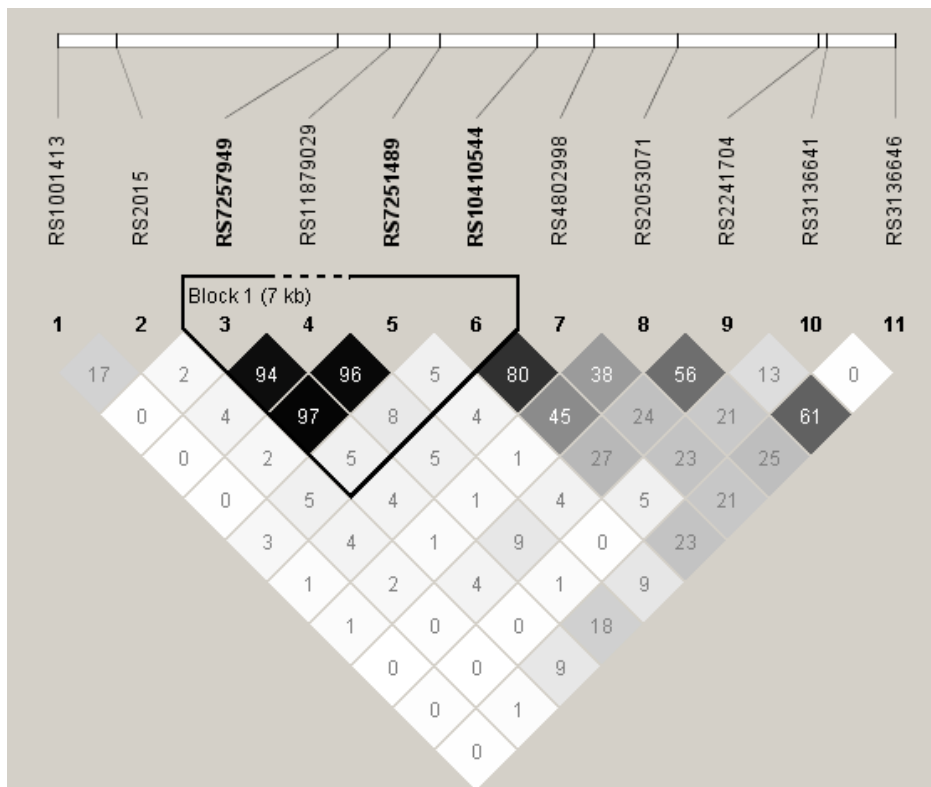 RS1001413
RS2015
RS7257949
RS11879029
RS7251489
RS10410544
RS4802998
RS2053071
RS2241704
RS3136641
RS3136646
Block 1 (7 kb)
1 2 3 4 5 6 7 8 9 10 11
17 2 94 96 5 80 38 56 13 0
0 4 97 8 4 45 24 21 61
0 2 5 5 1 27 23 25
0 5 4 1 4 5 21
3 4 1 9 0 23
1 2 4 1 9
1 0 0 18
0 0 9
0 1
0